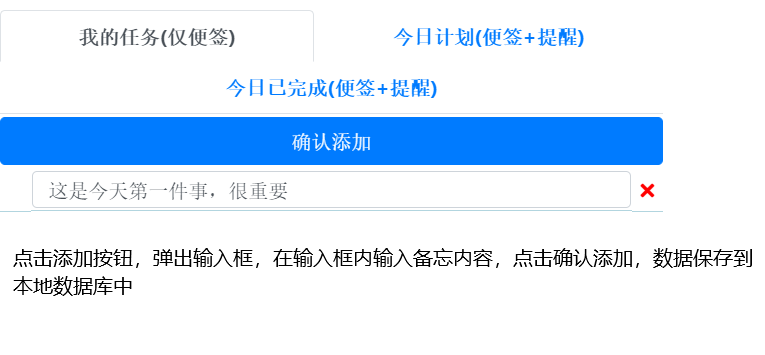 我的任务(仅便签)
今日计划(便签+提醒)
今日已完成(便签+提醒)
确认添加
这是今天第一件事，很重要
点击添加按钮，弹出输入框，在输入框内输入备忘内容，点击确认添加，数据保存到
本地数据库中